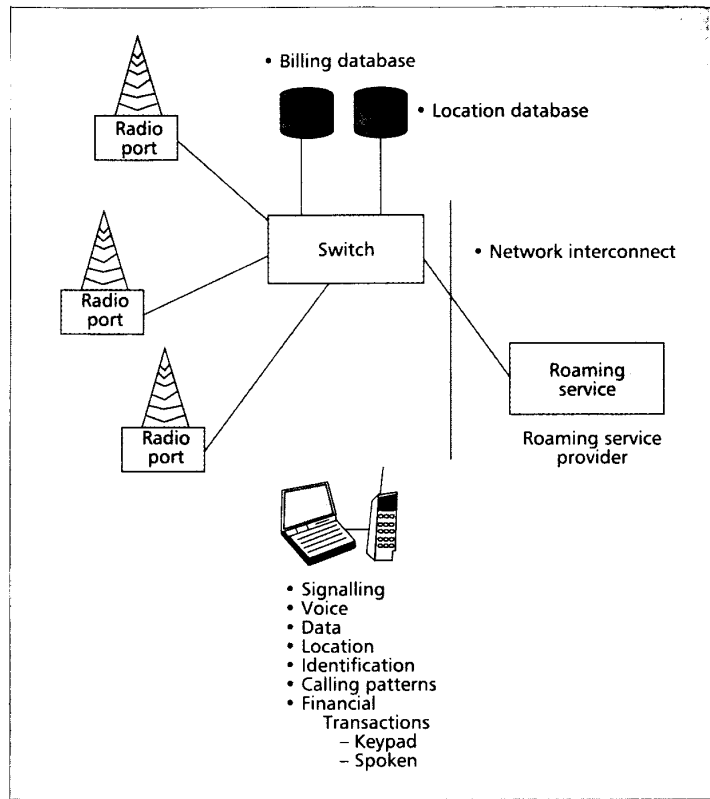 • Billing database
• Location database
Radio
port
Switch
• Network interconnect
Radio
port
Roaming
service
Radio
port
Roaming service
provider
• Signalling
• Voice
• Data
• Location
• Identification
• Calling patterns
• Financial
Transactions
– Keypad
– Spoken